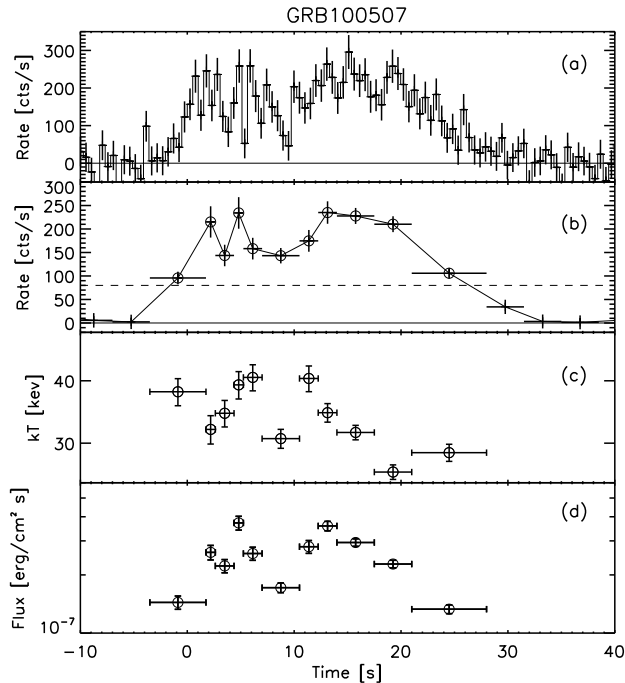 GRB100507
300
200
100
0
Rate [cts/s]
(a)
300
250
200
150
100
50
0
Rate [cts/s]
(b)
40
30
kT [kev]
(c)
10⁻⁷
Flux [erg/cm² s]
(d)
-10 0 10 20 30 40
Time [s]